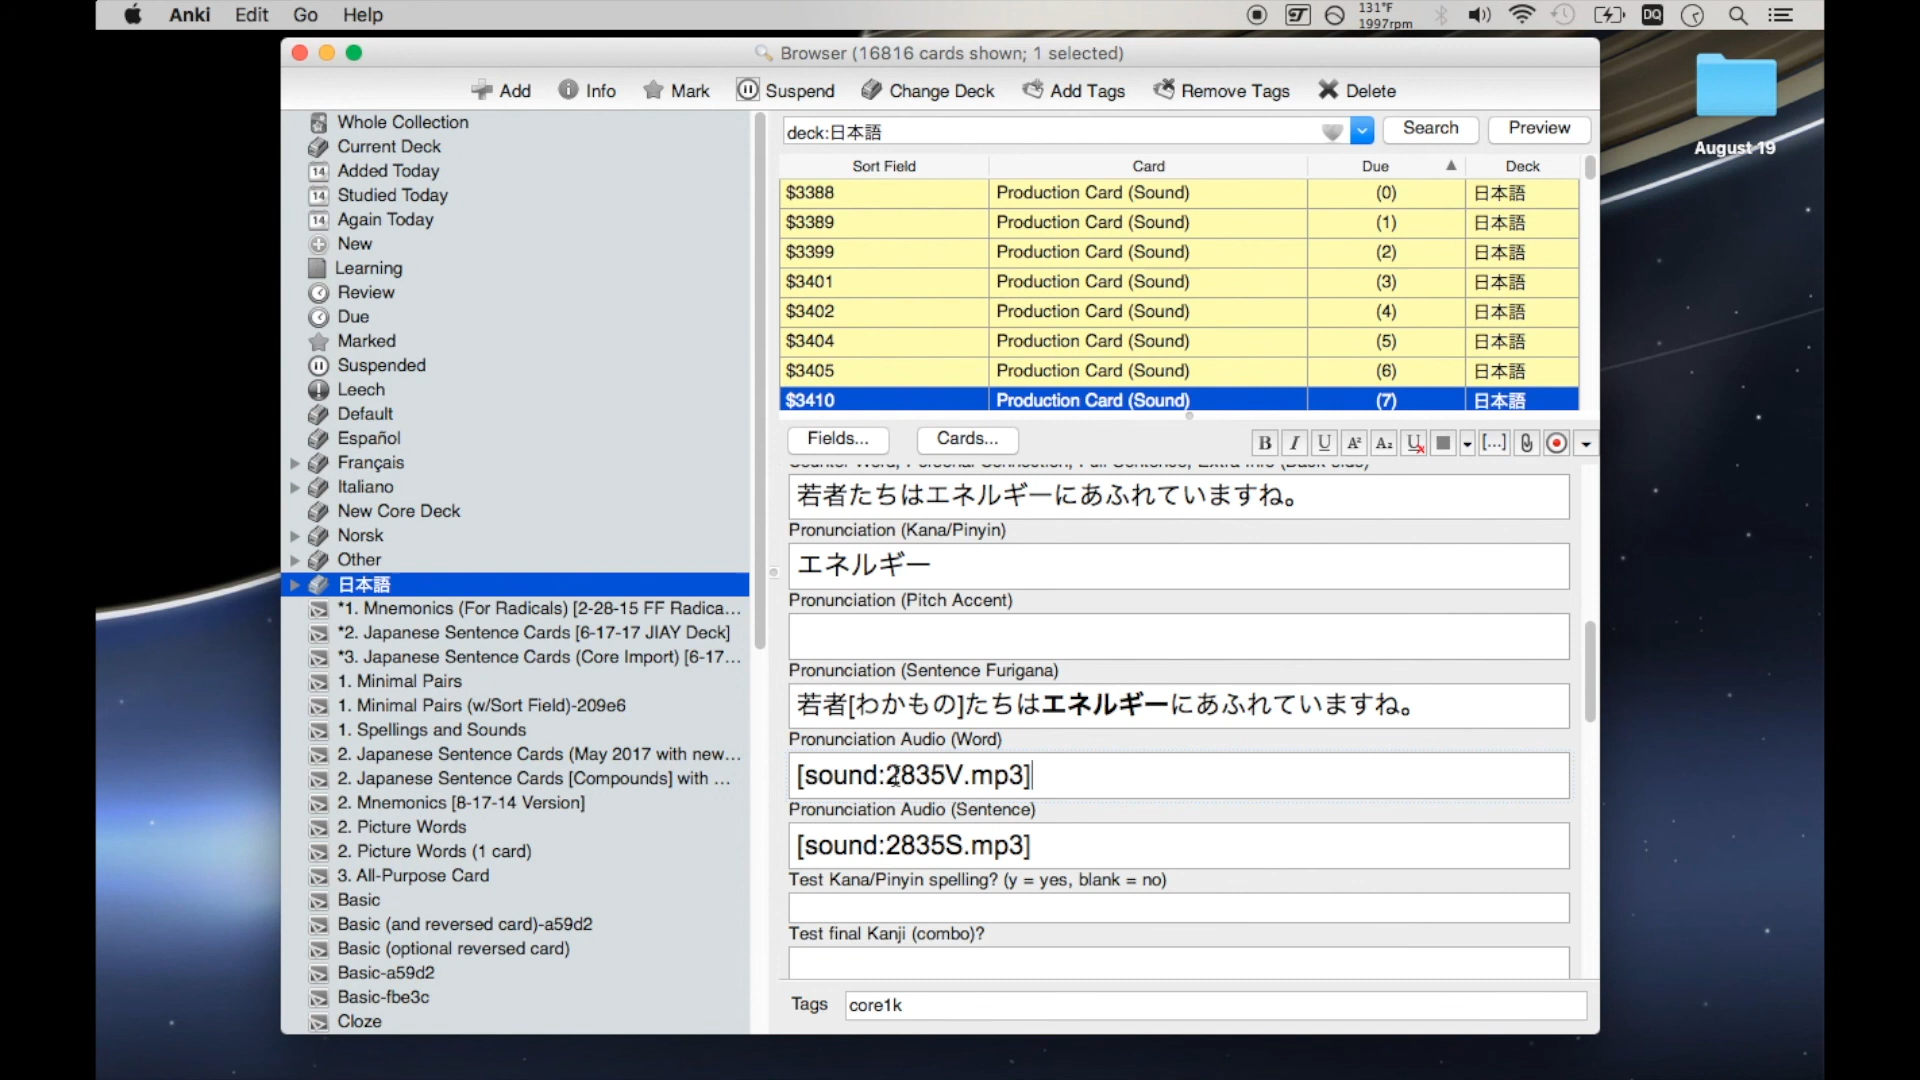 Anki Edit Go Help 131°F 1997rpm DQ
Browser (16816 cards shown; 1 selected)
Add Info Mark Suspend Change Deck Add Tags Remove Tags Delete
August 19
Whole Collection
Current Deck
Added Today
Studied Today
Again Today
New
Learning
Review
Due
Marked
Suspended
Leech
Default
Español
Français
Italiano
New Core Deck
Norsk
Other
日本語
*1. Mnemonics (For Radicals) [2-28-15 FF Radica...
*2. Japanese Sentence Cards [6-17-17 JIAY Deck]
*3. Japanese Sentence Cards (Core Import) [6-17...
1. Minimal Pairs
1. Minimal Pairs (w/Sort Field)-209e6
1. Spellings and Sounds
2. Japanese Sentence Cards (May 2017 with new...
2. Japanese Sentence Cards [Compounds] with ...
2. Mnemonics [8-17-14 Version]
2. Picture Words
2. Picture Words (1 card)
3. All-Purpose Card
Basic
Basic (and reversed card)-a59d2
Basic (optional reversed card)
Basic-a59d2
Basic-fbe3c
Cloze
deck:日本語 Search Preview
Sort Field Card Due Deck
$3388 Production Card (Sound) (0) 日本語
$3389 Production Card (Sound) (1) 日本語
$3399 Production Card (Sound) (2) 日本語
$3401 Production Card (Sound) (3) 日本語
$3402 Production Card (Sound) (4) 日本語
$3404 Production Card (Sound) (5) 日本語
$3405 Production Card (Sound) (6) 日本語
$3410 Production Card (Sound) (7) 日本語
Fields... Cards... B I U A² A₂ U [...]
Counter Word, Personal Connection, Full Sentence, Extra Info (Back side)
若者たちはエネルギーにあふれていますね。
Pronunciation (Kana/Pinyin)
エネルギー
Pronunciation (Pitch Accent)
Pronunciation (Sentence Furigana)
若者[わかもの]たちはエネルギーにあふれていますね。
Pronunciation Audio (Word)
[sound:2835V.mp3]
Pronunciation Audio (Sentence)
[sound:2835S.mp3]
Test Kana/Pinyin spelling? (y = yes, blank = no)
Test final Kanji (combo)?
Tags core1k